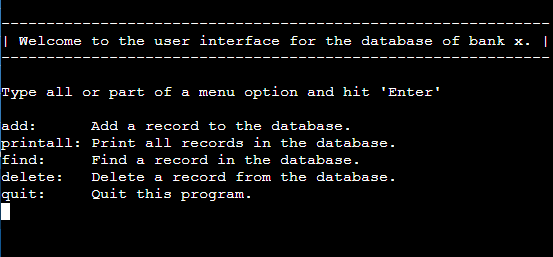 -------------------------------------------------------------
| Welcome to the user interface for the database of bank x. |
-------------------------------------------------------------
Type all or part of a menu option and hit 'Enter'
add:      Add a record to the database.
printall: Print all records in the database.
find:     Find a record in the database.
delete:   Delete a record from the database.
quit:     Quit this program.